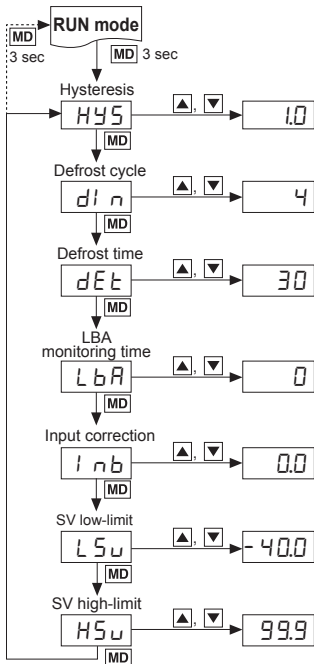 RUN mode
MD
3 sec
MD 3 sec
Hysteresis
HYS ▲, ▼ 1.0
MD
Defrost cycle
dIn ▲, ▼ 4
MD
Defrost time
dEt ▲, ▼ 30
MD
LBA
monitoring time
LbA ▲, ▼ 0
MD
Input correction
Inb ▲, ▼ 0.0
MD
SV low-limit
LSu ▲, ▼ -40.0
MD
SV high-limit
HSu ▲, ▼ 99.9
MD